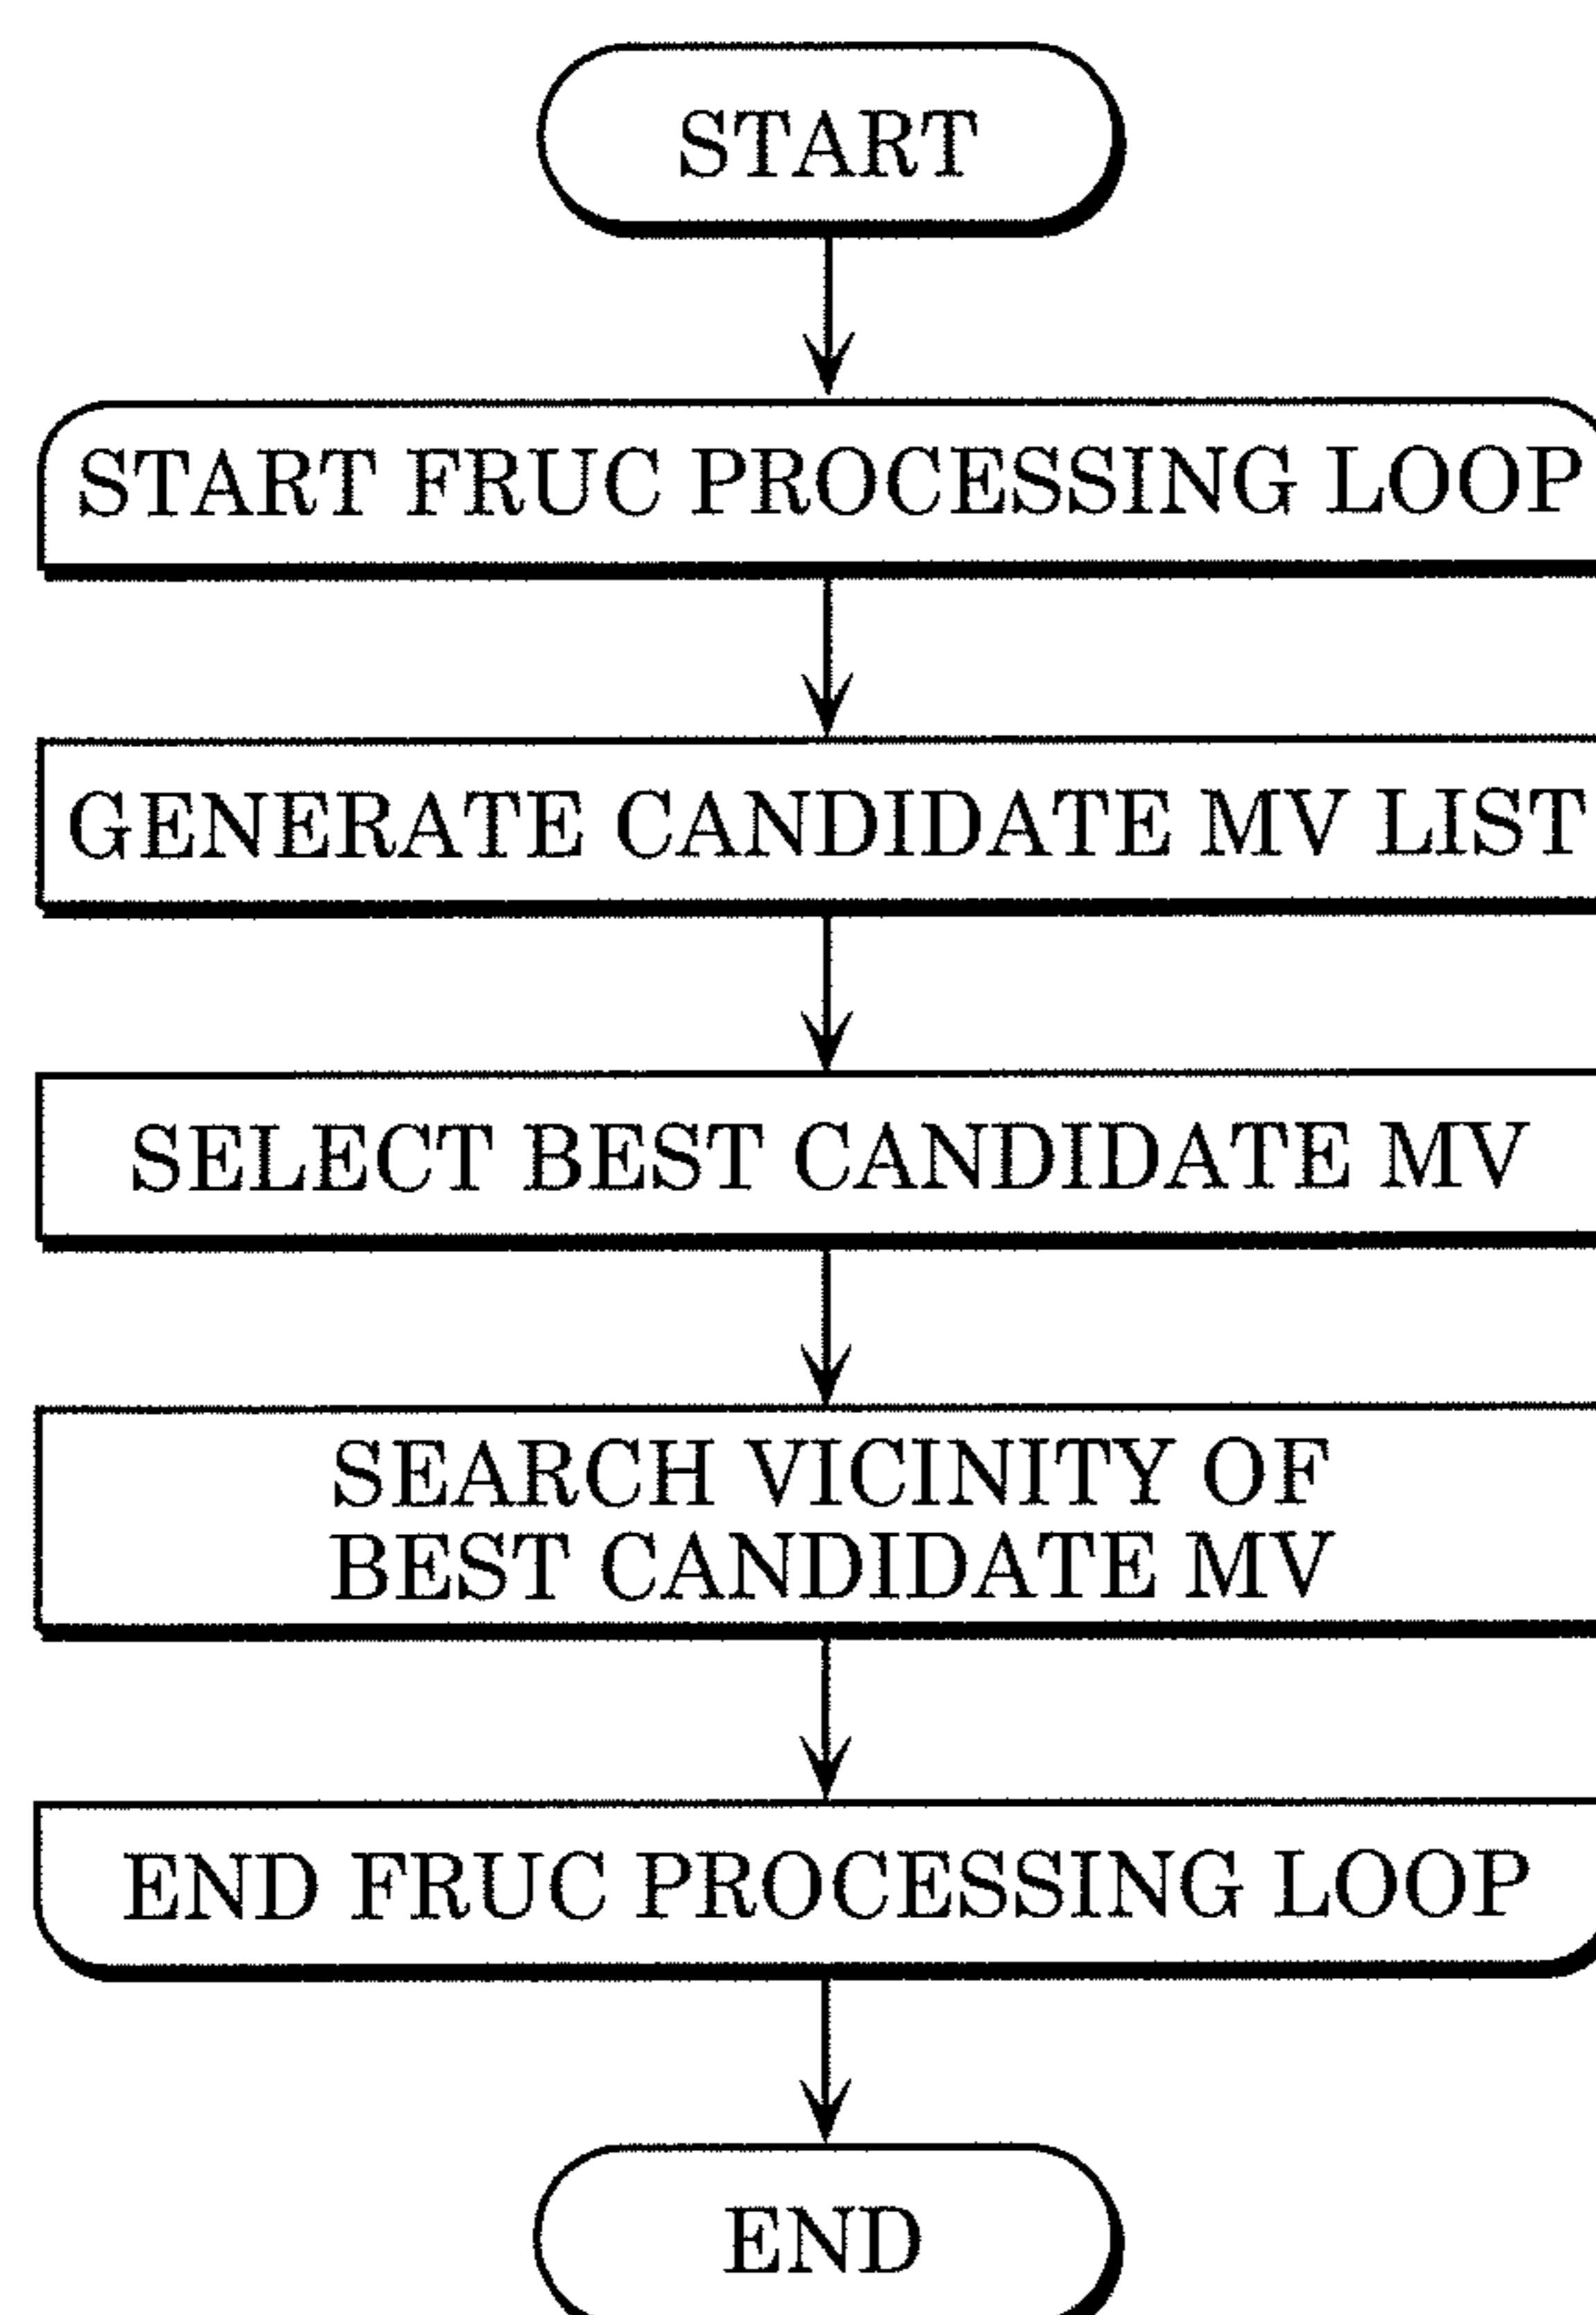 START
START FRUC PROCESSING LOOP
GENERATE CANDIDATE MV LIST
SELECT BEST CANDIDATE MV
SEARCH VICINITY OF
BEST CANDIDATE MV
END FRUC PROCESSING LOOP
END